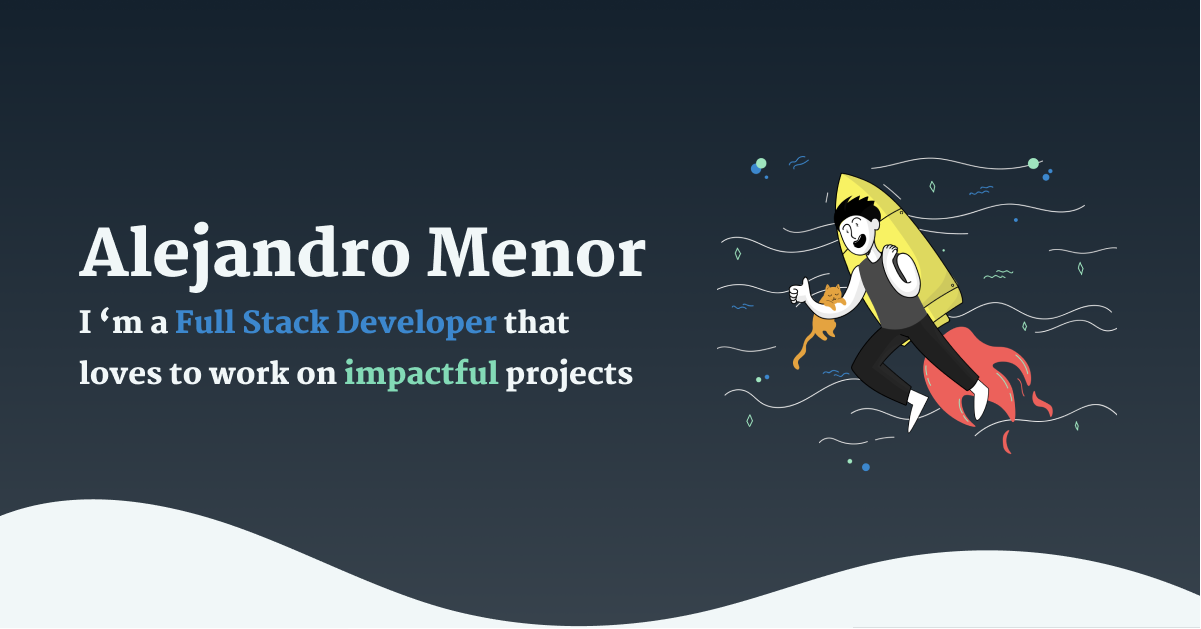 Alejandro Menor
I ‘m a Full Stack Developer that
loves to work on impactful projects